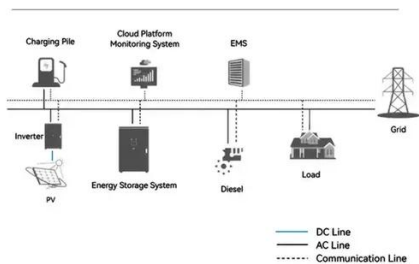 Charging Pile
Cloud Platform
Monitoring System
EMS
Grid
Inverter
PV
Energy Storage System
Diesel
Load
DC Line
AC Line
Communication Line